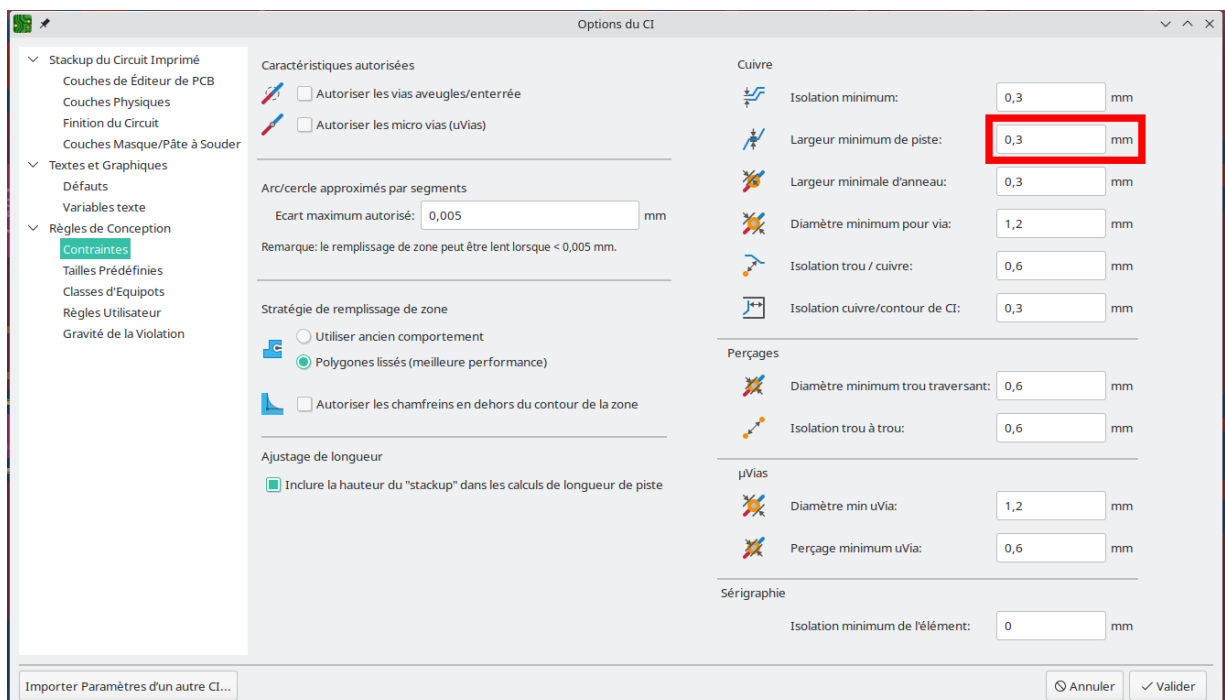 Options du CI
Stackup du Circuit Imprimé
Couches de Éditeur de PCB
Couches Physiques
Finition du Circuit
Couches Masque/Pâte à Souder
Textes et Graphiques
Défauts
Variables texte
Règles de Conception
Contraintes
Tailles Prédéfinies
Classes d'Equipots
Règles Utilisateur
Gravité de la Violation
Caractéristiques autorisées
Autoriser les vias aveugles/enterrée
Autoriser les micro vias (uVias)
Arc/cercle approximés par segments
Ecart maximum autorisé: 0,005 mm
Remarque: le remplissage de zone peut être lent lorsque < 0,005 mm.
Stratégie de remplissage de zone
Utiliser ancien comportement
Polygones lissés (meilleure performance)
Autoriser les chamfreins en dehors du contour de la zone
Ajustage de longueur
Inclure la hauteur du "stackup" dans les calculs de longueur de piste
Cuivre
Isolation minimum: 0,3 mm
Largeur minimum de piste: 0,3 mm
Largeur minimale d'anneau: 0,3 mm
Diamètre minimum pour via: 1,2 mm
Isolation trou / cuivre: 0,6 mm
Isolation cuivre/contour de CI: 0,3 mm
Perçages
Diamètre minimum trou traversant: 0,6 mm
Isolation trou à trou: 0,6 mm
µVias
Diamètre min uVia: 1,2 mm
Perçage minimum uVia: 0,6 mm
Sérigraphie
Isolation minimum de l'élément: 0 mm
Importer Paramètres d'un autre CI...
Annuler
Valider